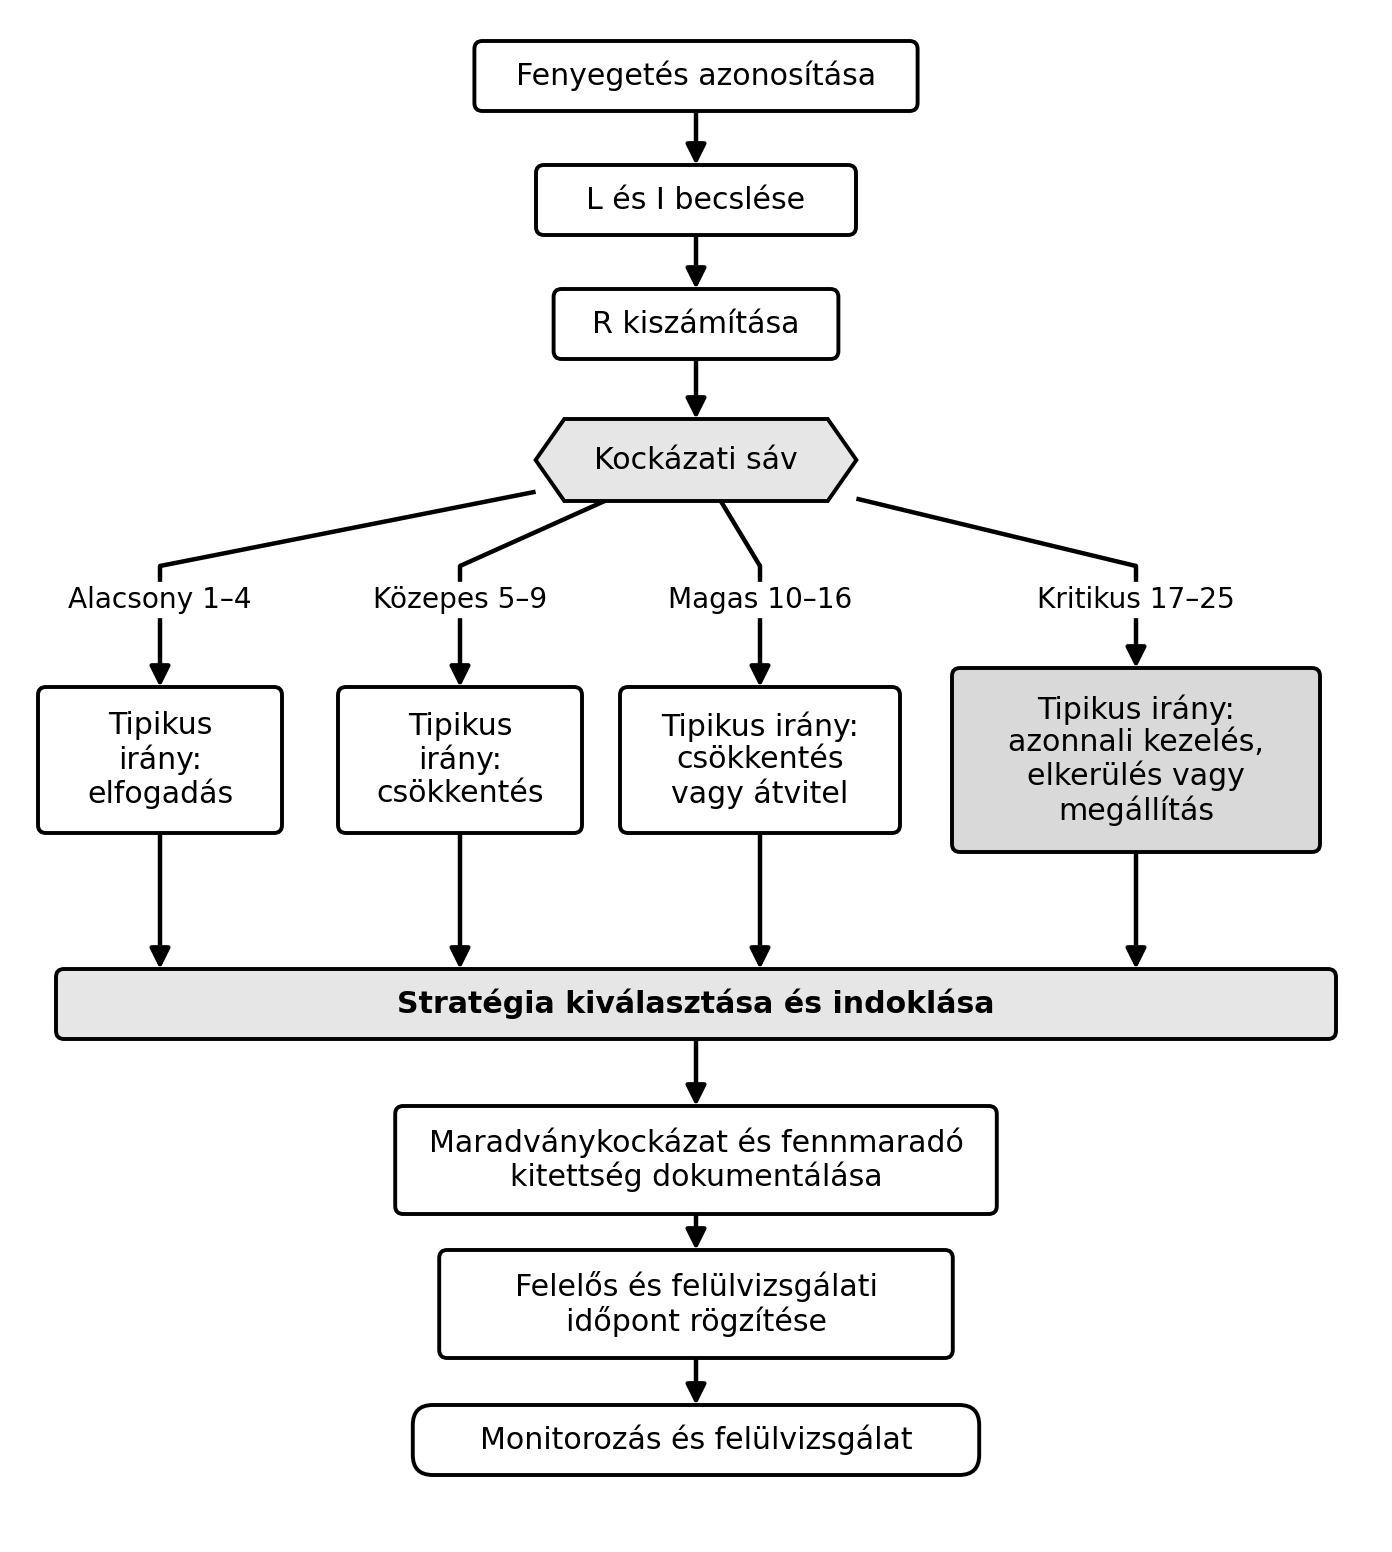 Fenyegetés azonosítása
L és I becslése
R kiszámítása
Kockázati sáv
Alacsony 1–4
Közepes 5–9
Magas 10–16
Kritikus 17–25
Tipikus
irány:
elfogadás
Tipikus
irány:
csökkentés
Tipikus irány:
csökkentés
vagy átvitel
Tipikus irány:
azonnali kezelés,
elkerülés vagy
megállítás
Stratégia kiválasztása és indoklása
Maradványkockázat és fennmaradó
kitettség dokumentálása
Felelős és felülvizsgálati
időpont rögzítése
Monitorozás és felülvizsgálat